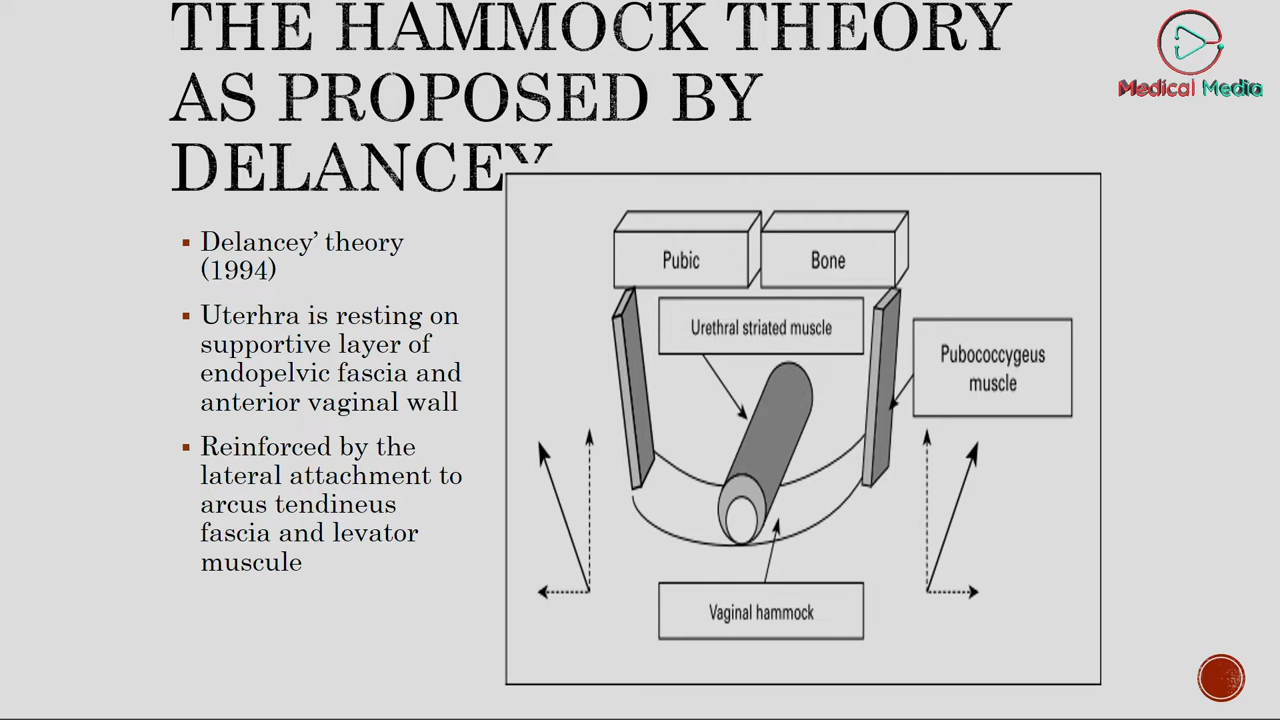 THE HAMMOCK THEORY
AS PROPOSED BY
DELANCEY
Medical Media
▪ Delancey’ theory
(1994)
▪ Uterhra is resting on
supportive layer of
endopelvic fascia and
anterior vaginal wall
▪ Reinforced by the
lateral attachment to
arcus tendineus
fascia and levator
muscule
Pubic
Bone
Urethral striated muscle
Pubococcygeus
muscle
Vaginal hammock